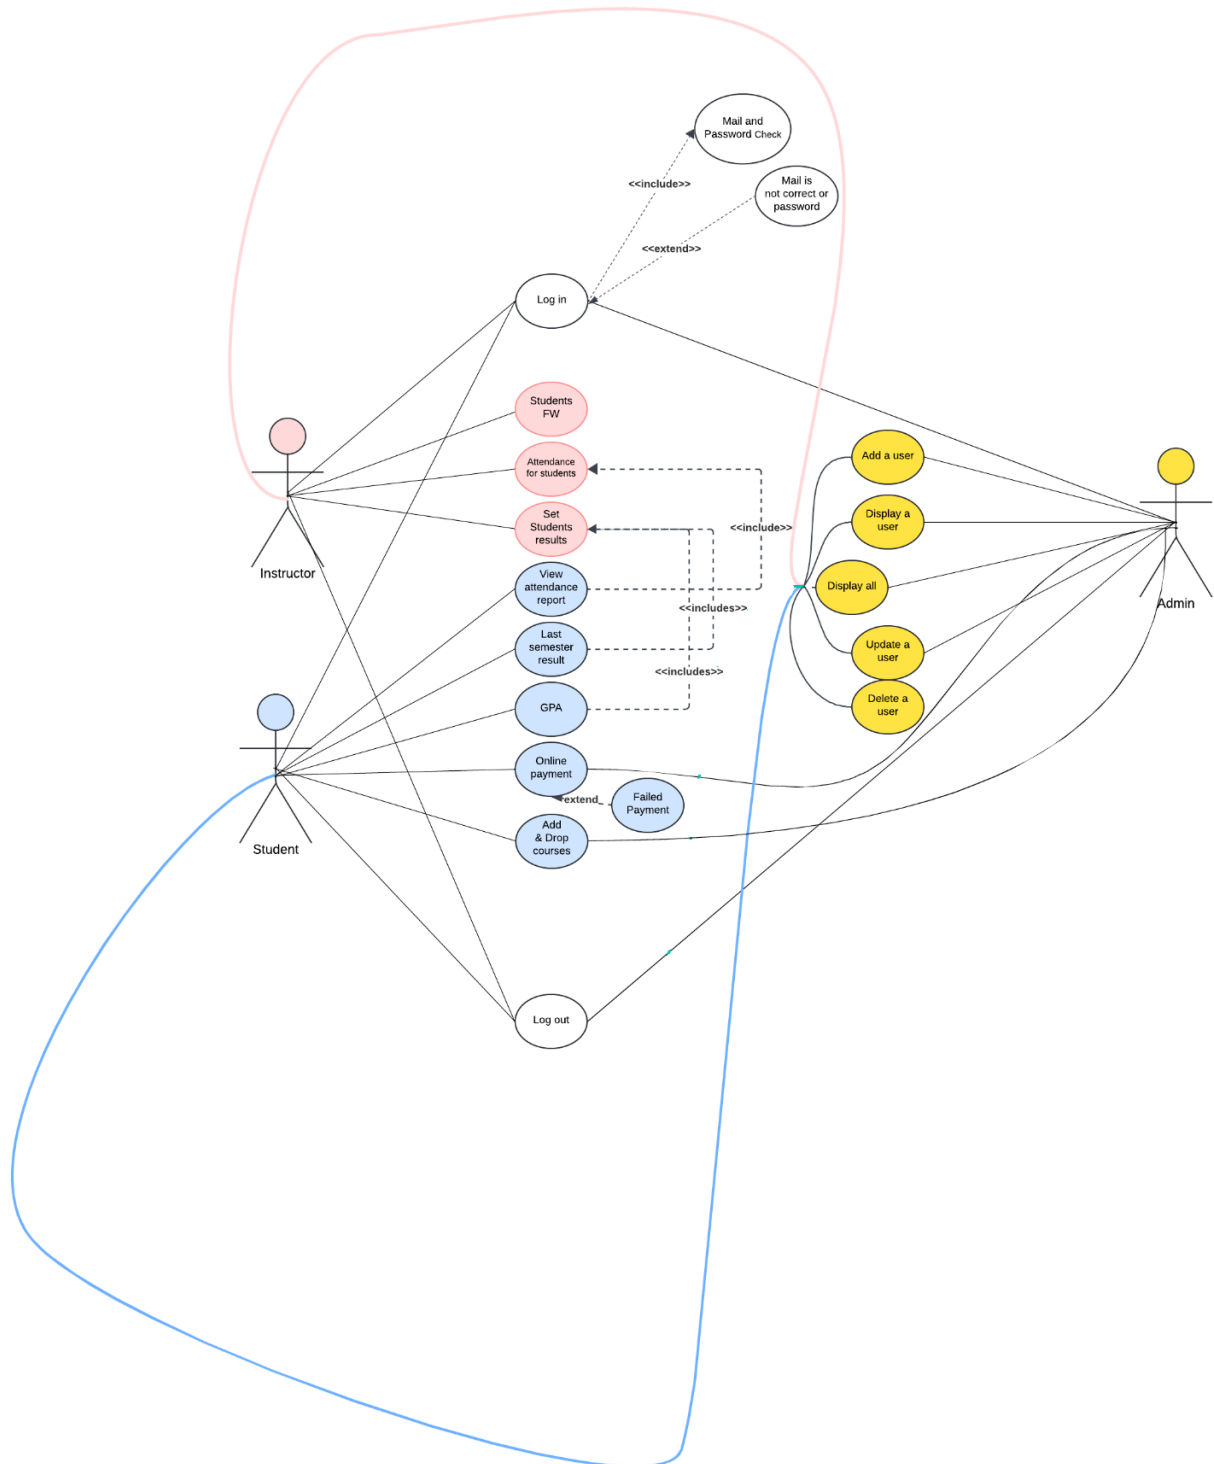 Mail and
Password Check
Mail is
not correct or
password
<<include>>
<<extend>>
Log in
Students
FW
Attendance
for students
Set
Students
results
<<include>>
Add a user
Display a
user
Instructor
View
attendance
report
Display all
Admin
<<includes>>
Last
semester
result
Update a
user
<<includes>>
GPA
Delete a
user
Online
payment
extend
Failed
Payment
Add
& Drop
courses
Student
Log out